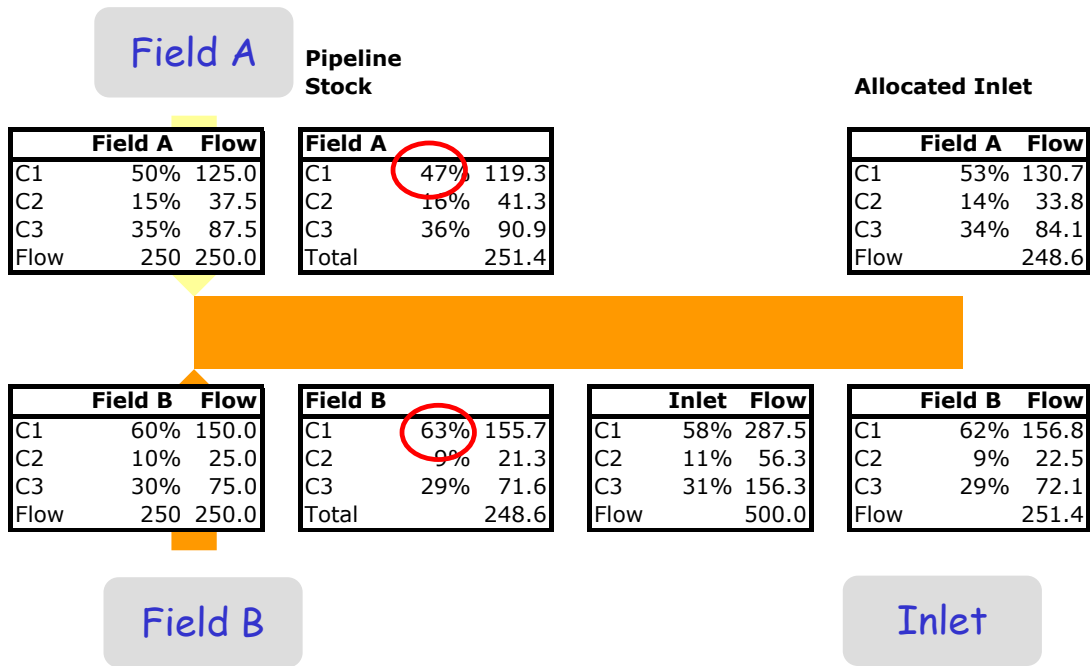 Field A
Pipeline
Stock
Allocated Inlet
Field A Flow
C1 50% 125.0
C2 15% 37.5
C3 35% 87.5
Flow 250 250.0
Field A
C1 47% 119.3
C2 16% 41.3
C3 36% 90.9
Total 251.4
Field A Flow
C1 53% 130.7
C2 14% 33.8
C3 34% 84.1
Flow 248.6
Field B Flow
C1 60% 150.0
C2 10% 25.0
C3 30% 75.0
Flow 250 250.0
Field B
C1 63% 155.7
C2 9% 21.3
C3 29% 71.6
Total 248.6
Inlet Flow
C1 58% 287.5
C2 11% 56.3
C3 31% 156.3
Flow 500.0
Field B Flow
C1 62% 156.8
C2 9% 22.5
C3 29% 72.1
Flow 251.4
Field B
Inlet